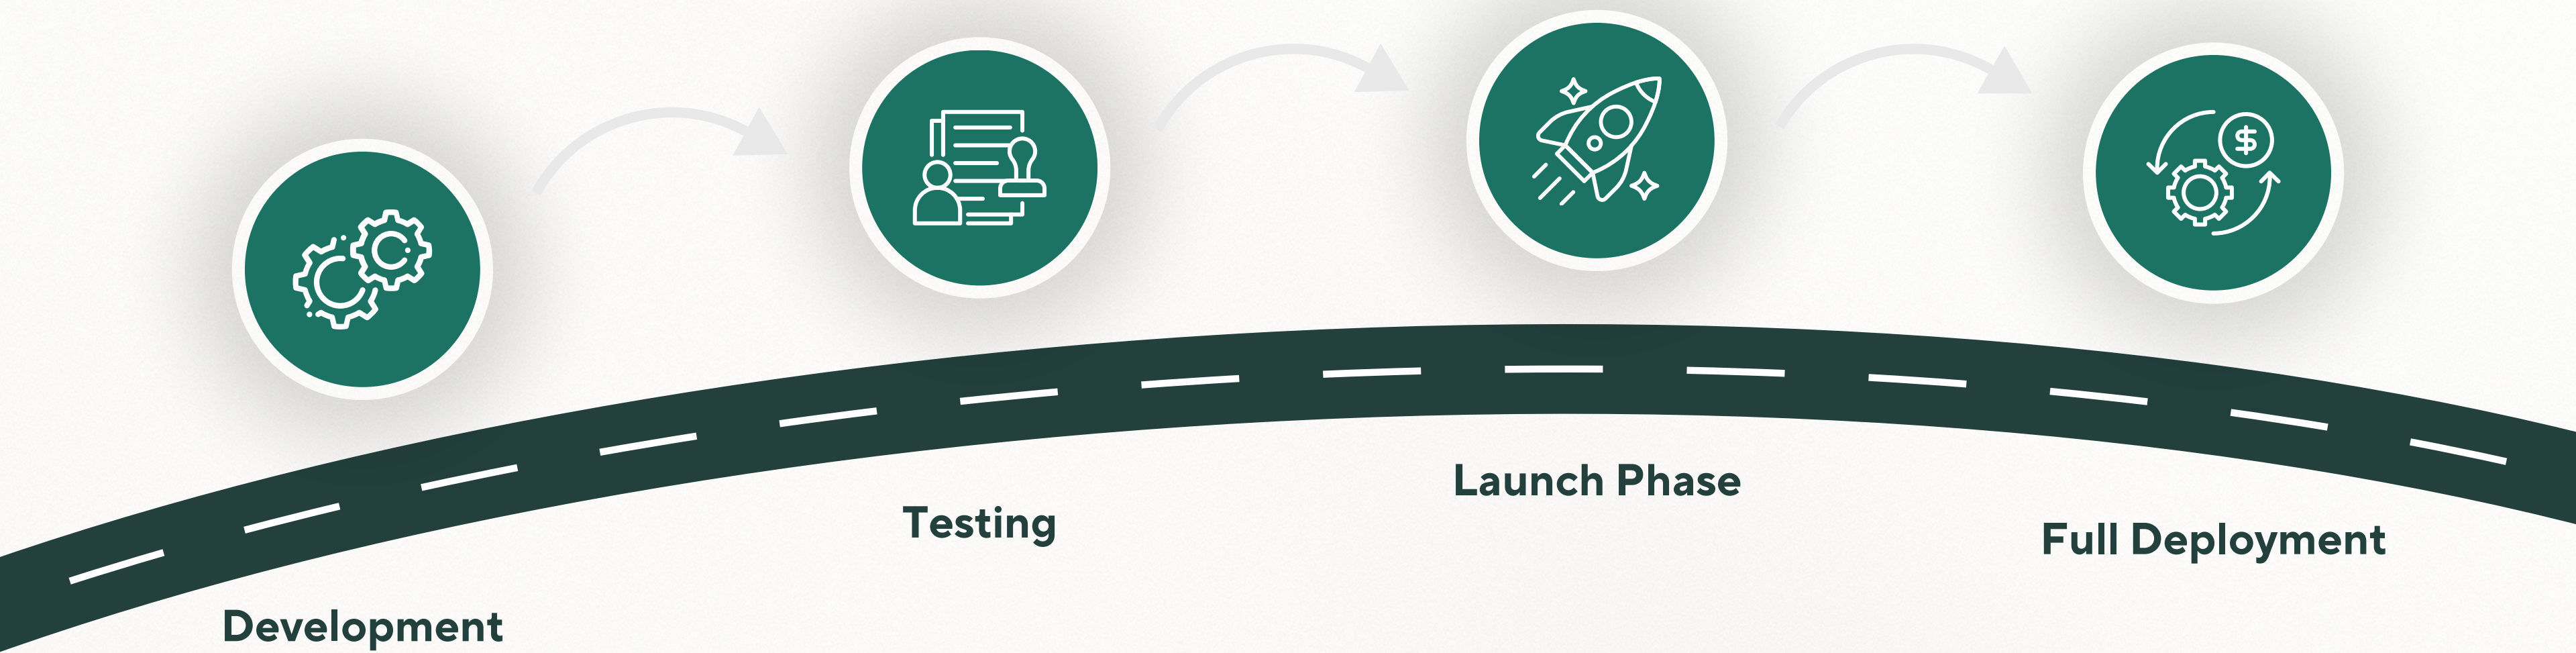 Development
Testing
Launch Phase
Full Deployment
$